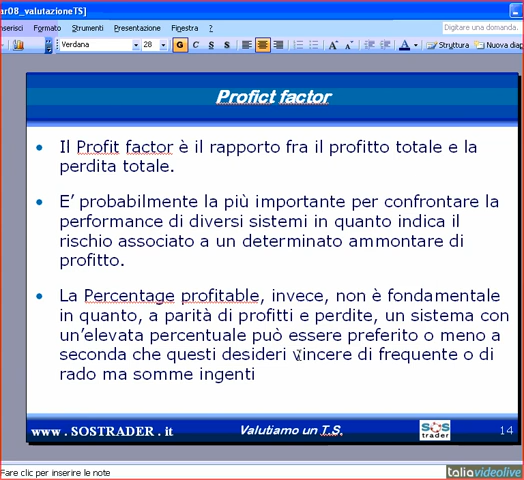 ar08_valutazioneTS]
nserisci Formato Strumenti Presentazione Finestra ?
Digitare una domanda.
Verdana 28 G C S S A A A Struttura Nuova diap
Profict factor
• Il Profit factor è il rapporto fra il profitto totale e la
perdita totale.
• E’ probabilmente la più importante per confrontare la
performance di diversi sistemi in quanto indica il
rischio associato a un determinato ammontare di
profitto.
• La Percentage profitable, invece, non è fondamentale
in quanto, a parità di profitti e perdite, un sistema con
un’elevata percentuale può essere preferito o meno a
seconda che questi desideri vincere di frequente o di
rado ma somme ingenti
www . SOSTRADER . it Valutiamo un T.S. SOS trader 14
Fare clic per inserire le note
italiavideolive